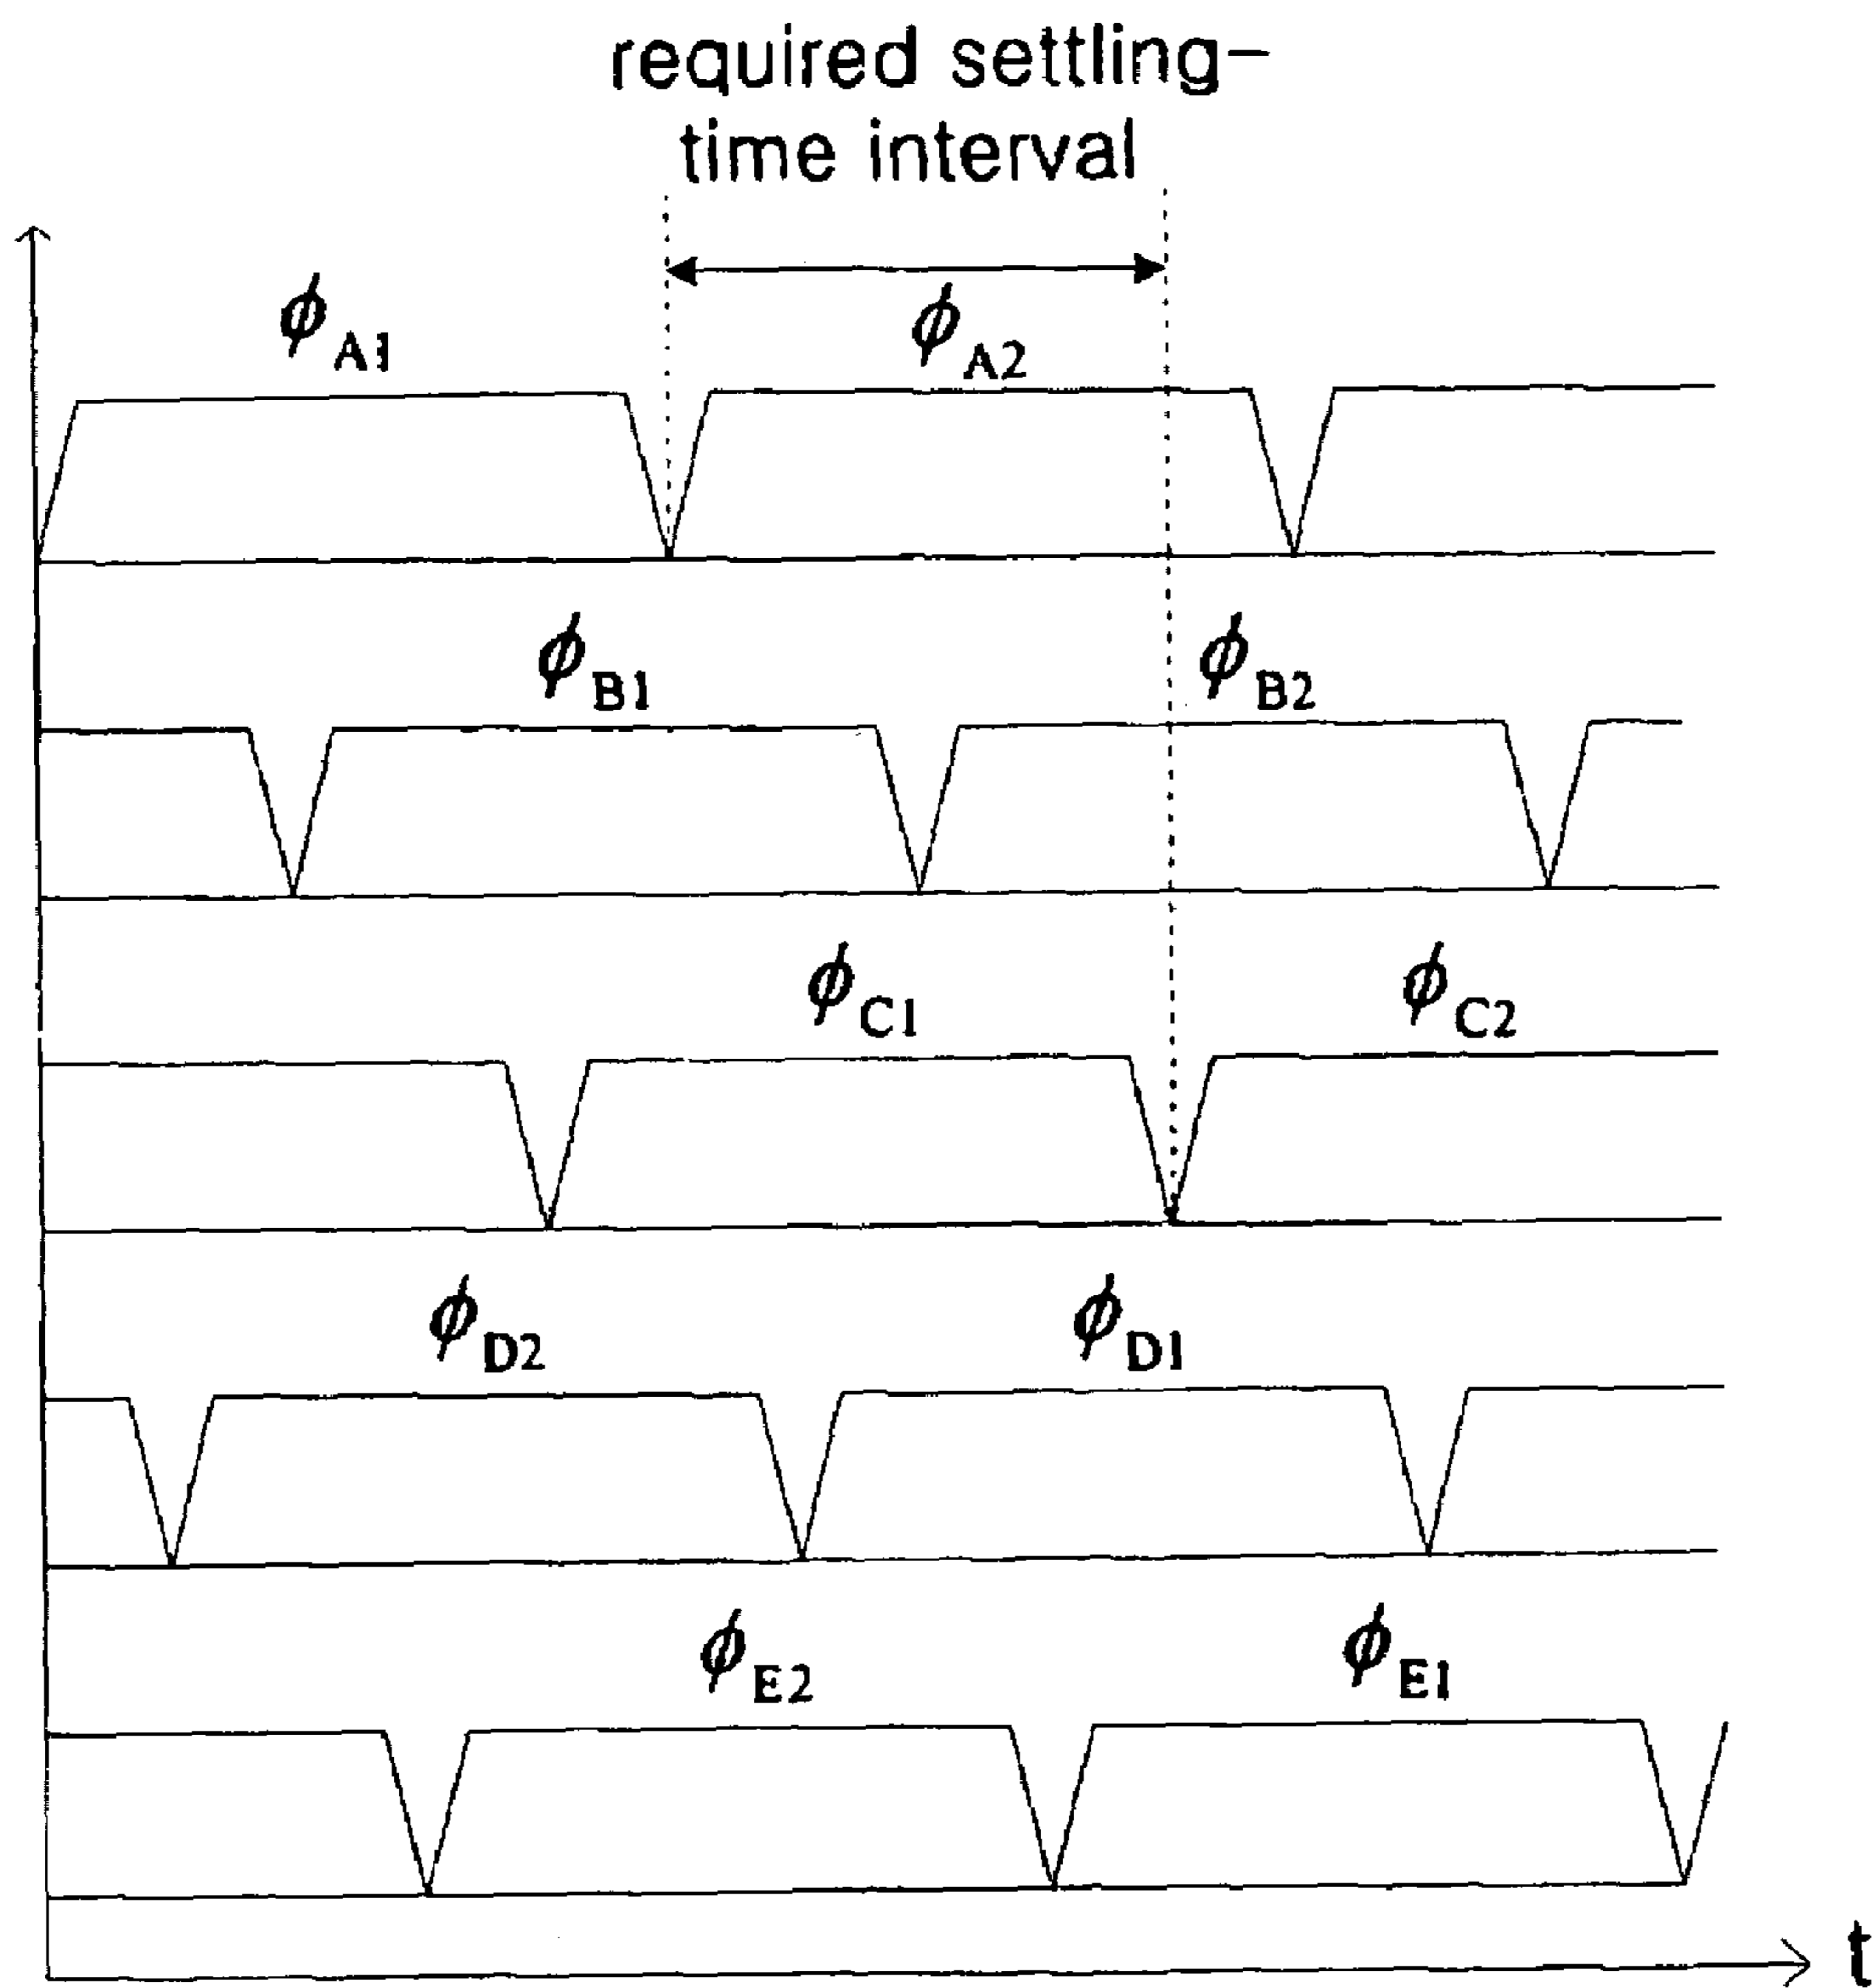 required settling-
time interval
ϕA1
ϕA2
ϕB1
ϕB2
ϕC1
ϕC2
ϕD2
ϕD1
ϕE2
ϕE1
t